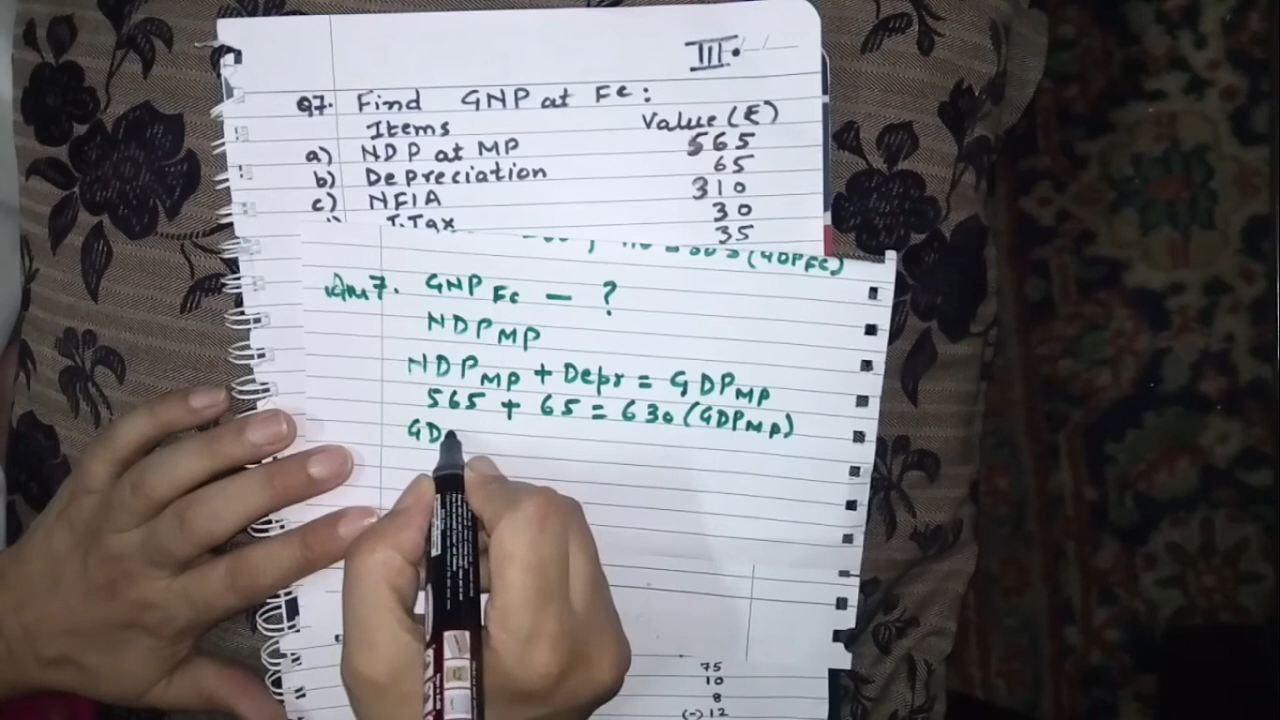 III.
Q7. Find GNP at FC:
Items Value (₹)
a) NDP at MP 565
b) Depreciation 65
c) NFIA 310
I.Tax 30
35
(GDPFC)
Ans7. GNP FC - ?
NDP MP
NDP MP + Depr = GDP MP
565 + 65 = 630 (GDP MP)
GD
75
10
8
(-) 12